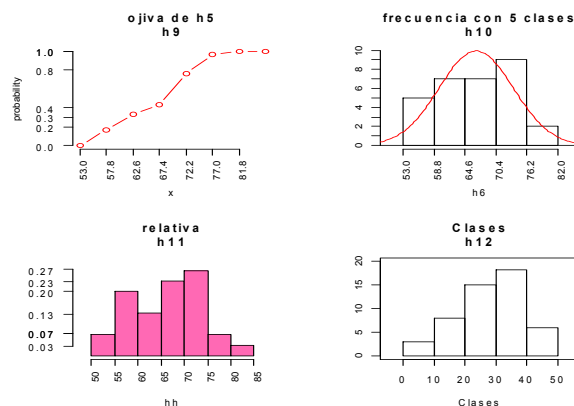 ojiva de h5
h9
probability
1.0
0.8
0.4
0.3
0.2
0.0
53.0 57.8 62.6 67.4 72.2 77.0 81.8
x
frecuencia con 5 clases
h10
10
8
6
4
2
0
53.0 58.8 64.6 70.4 76.2 82.0
h6
relativa
h11
0.27
0.23
0.20
0.13
0.07
0.03
50 55 60 65 70 75 80 85
hh
Clases
h12
20
15
10
5
0
0 10 20 30 40 50
Clases